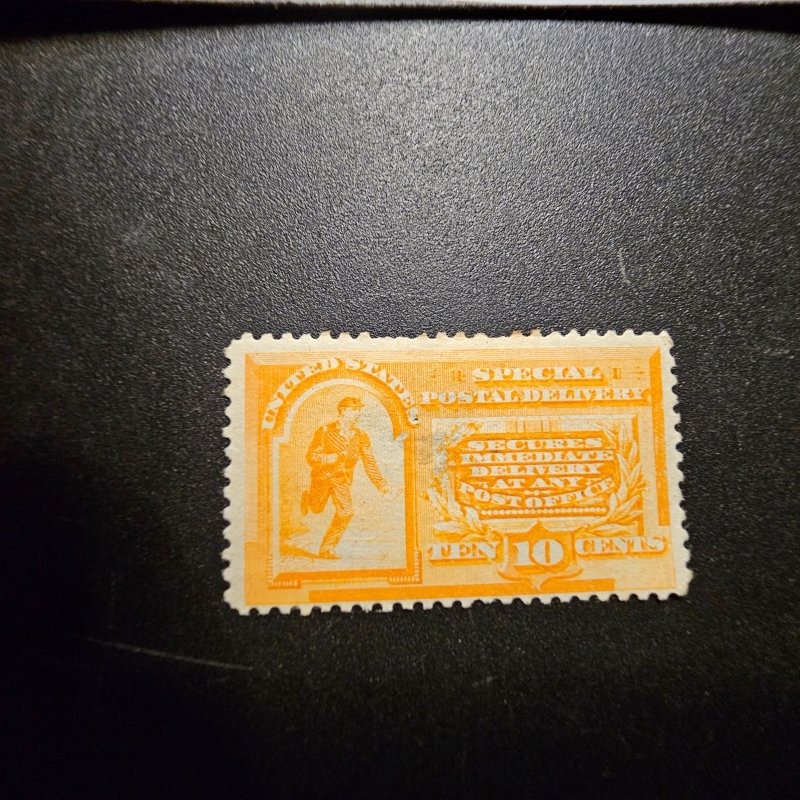 UNITED STATES
SPECIAL
POSTAL DELIVERY
SECURES
IMMEDIATE
DELIVERY
AT ANY
POST OFFICE
TEN 10 CENTS